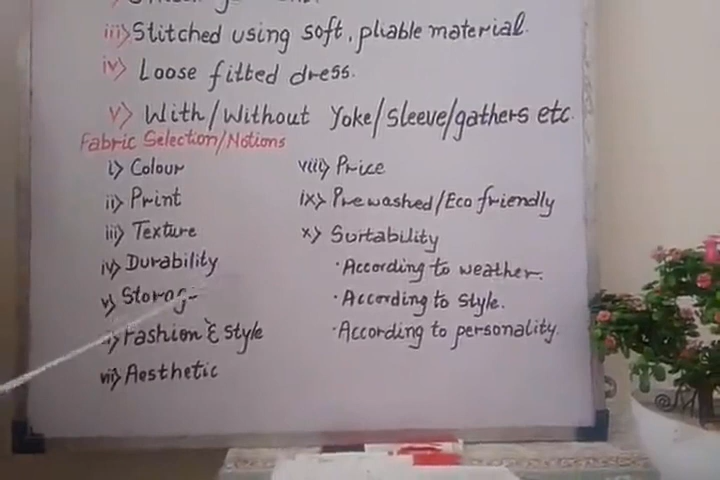 iii) Stitched using soft, pliable material.
iv) Loose fitted dress.
v) With/Without Yoke/Sleeve/gathers etc.
Fabric Selection/Notions
i) Colour
ii) Print
iii) Texture
iv) Durability
v)
vi) Fashion & Style
vii) Aesthetic
viii) Price
ix) Prewashed/Eco friendly
x) Suitability
· According to weather.
· According to Style.
· According to personality.